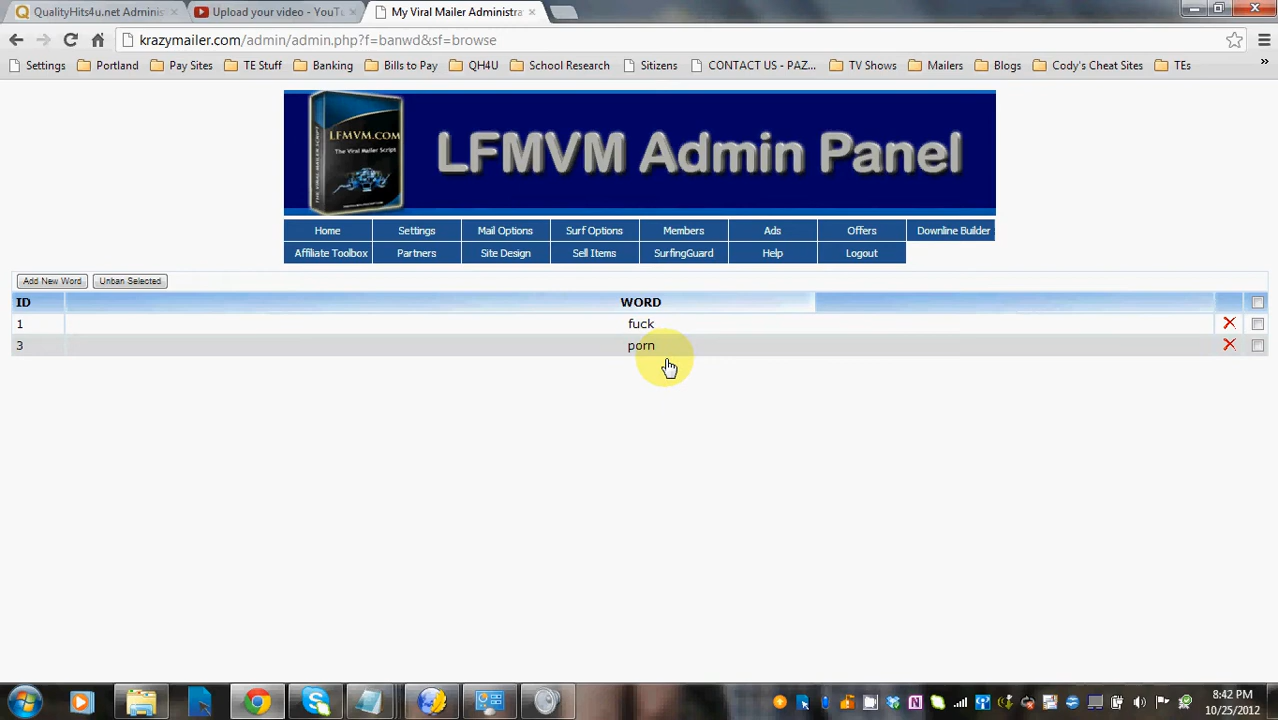 QualityHits4u.net Adminis
Upload your video - YouTu
My Viral Mailer Administra
krazymailer.com/admin/admin.php?f=banwd&sf=browse
Settings Portland Pay Sites TE Stuff Banking Bills to Pay QH4U School Research Sitizens CONTACT US - PAZ... TV Shows Mailers Blogs Cody's Cheat Sites TEs
LFMVM.COM
The Viral Mailer Script
LFMVM Admin Panel
Home Settings Mail Options Surf Options Members Ads Offers Downline Builder
Affiliate Toolbox Partners Site Design Sell Items SurfingGuard Help Logout
Add New Word Unban Selected
ID WORD
1 fuck
3 porn
8:42 PM
10/25/2012